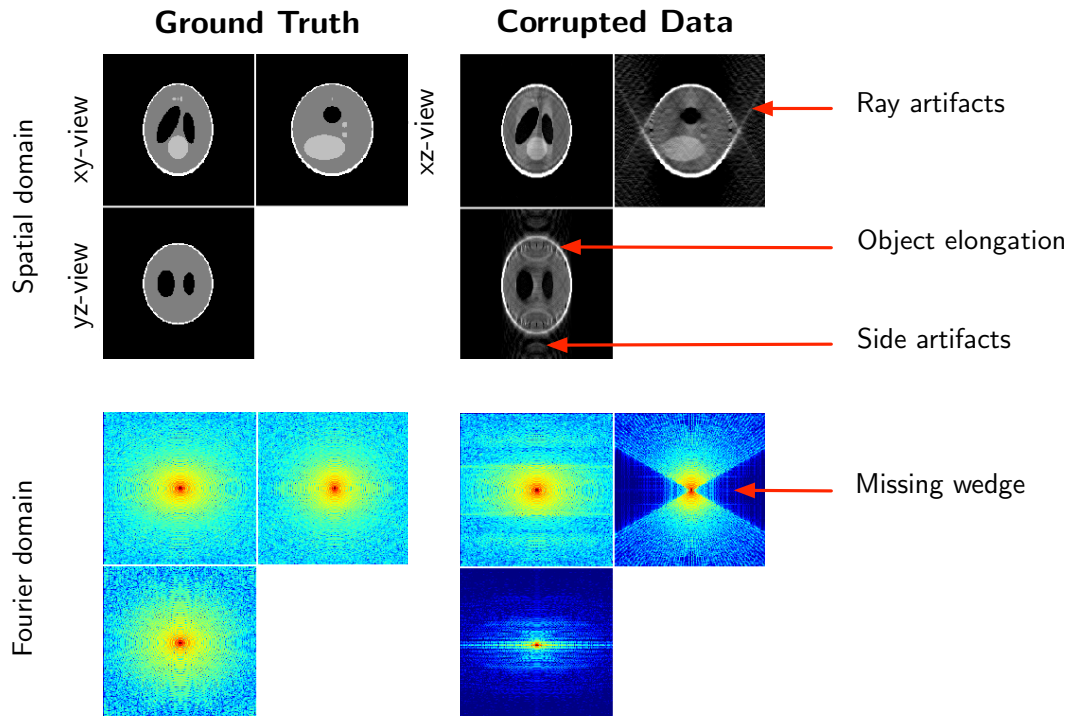 Ground Truth
Corrupted Data
Spatial domain
xy-view
xz-view
yz-view
Ray artifacts
Object elongation
Side artifacts
Fourier domain
Missing wedge